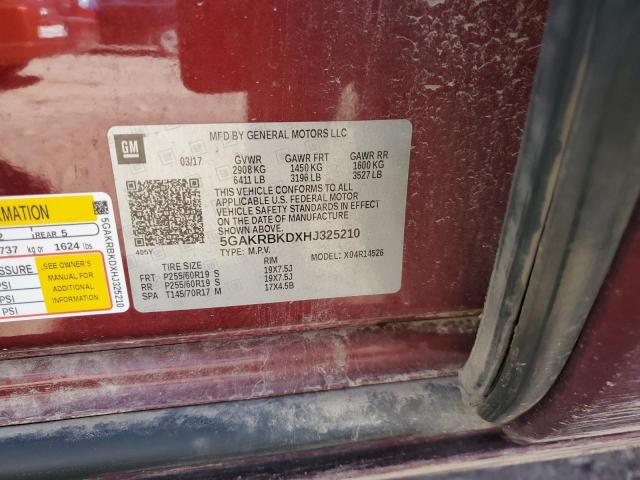 MFD BY GENERAL MOTORS LLC
GM
03/17
GVWR GAWR FRT GAWR RR
2908 KG 1450 KG 1600 KG
6411 LB 3196 LB 3527 LB
THIS VEHICLE CONFORMS TO ALL
APPLICABLE U.S. FEDERAL MOTOR
VEHICLE SAFETY STANDARDS IN EFFECT
ON THE DATE OF MANUFACTURE
SHOWN ABOVE.
5GAKRBKDXHJ325210
TYPE: M.P.V. MODEL: X04R14526
405Y
TIRE SIZE RIM
FRT P255/60R19 S 19X7.5J
RR P255/60R19 S 19X7.5J
SPA T145/70R17 M 17X4.5B
RMATION
2 REAR 5
737 kg or 1624 lbs
ESSURE
PSI
PSI
PSI
SEE OWNER'S
MANUAL FOR
ADDITIONAL
INFORMATION
5GAKRBKDXHJ325210